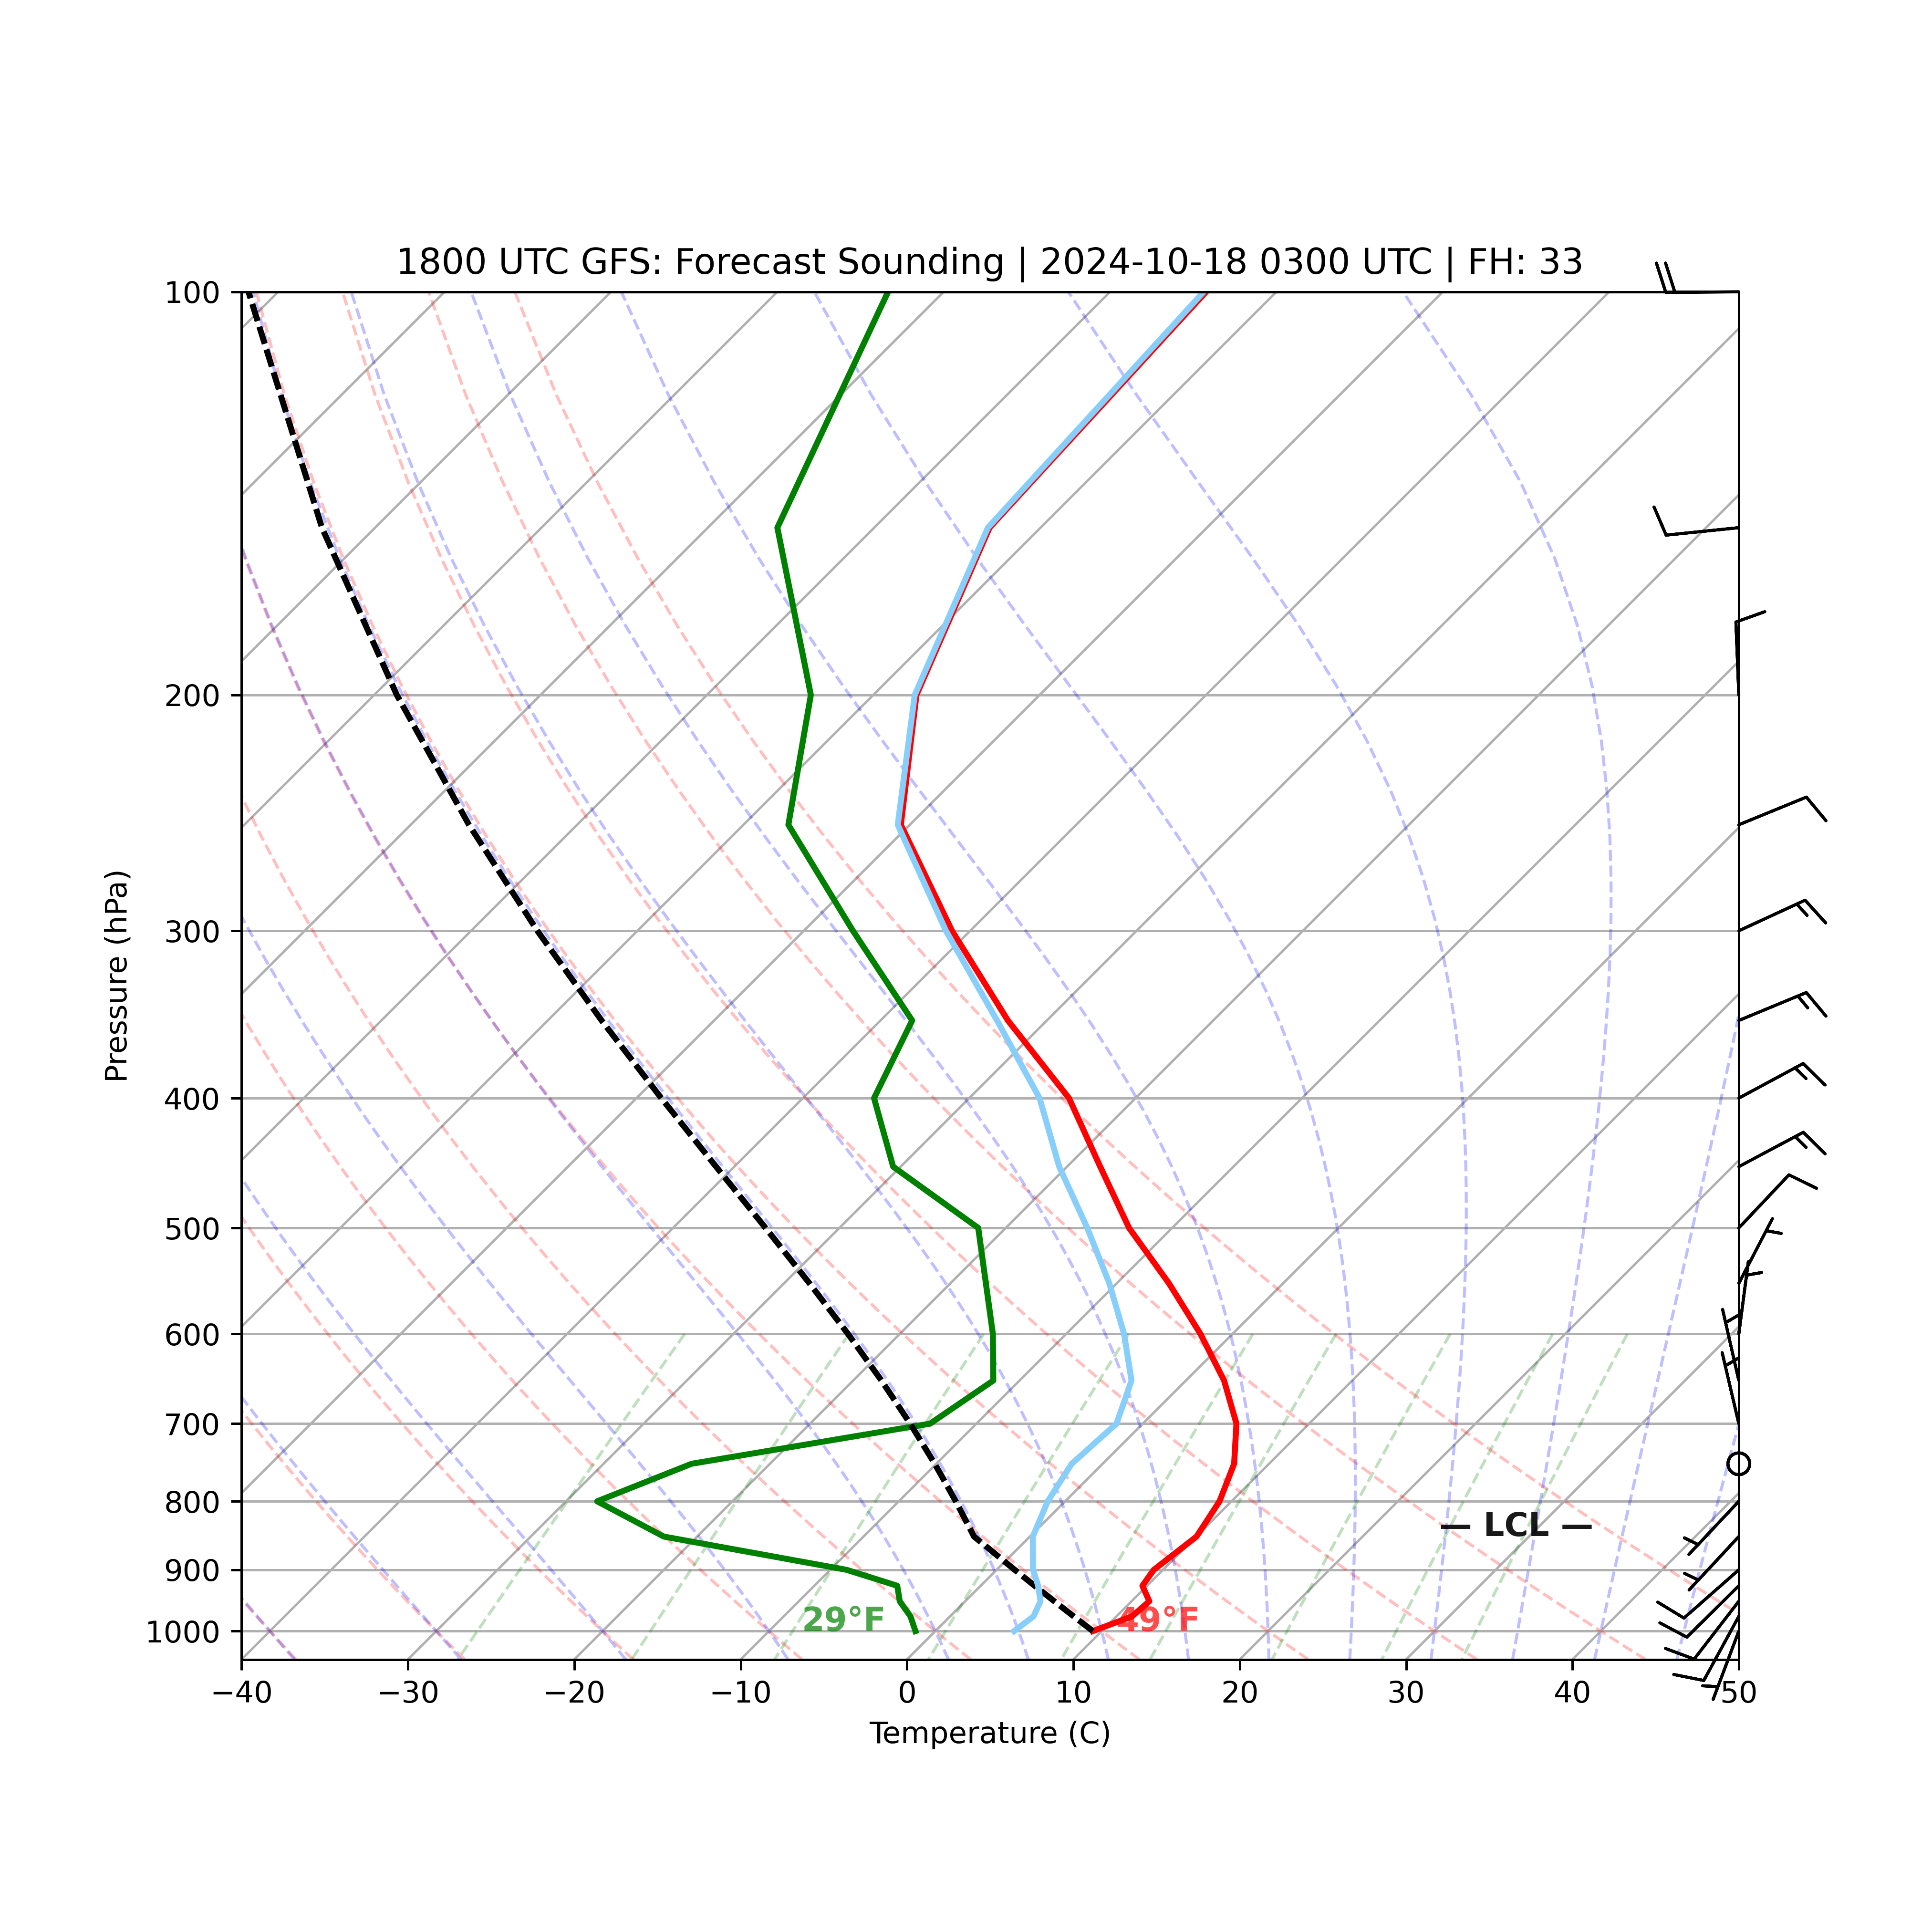 1800 UTC GFS: Forecast Sounding | 2024-10-18 0300 UTC | FH: 33
100
200
300
400
500
600
700
800
900
1000
Pressure (hPa)
— LCL —
29°F
49°F
−40 −30 −20 −10 0 10 20 30 40 50
Temperature (C)